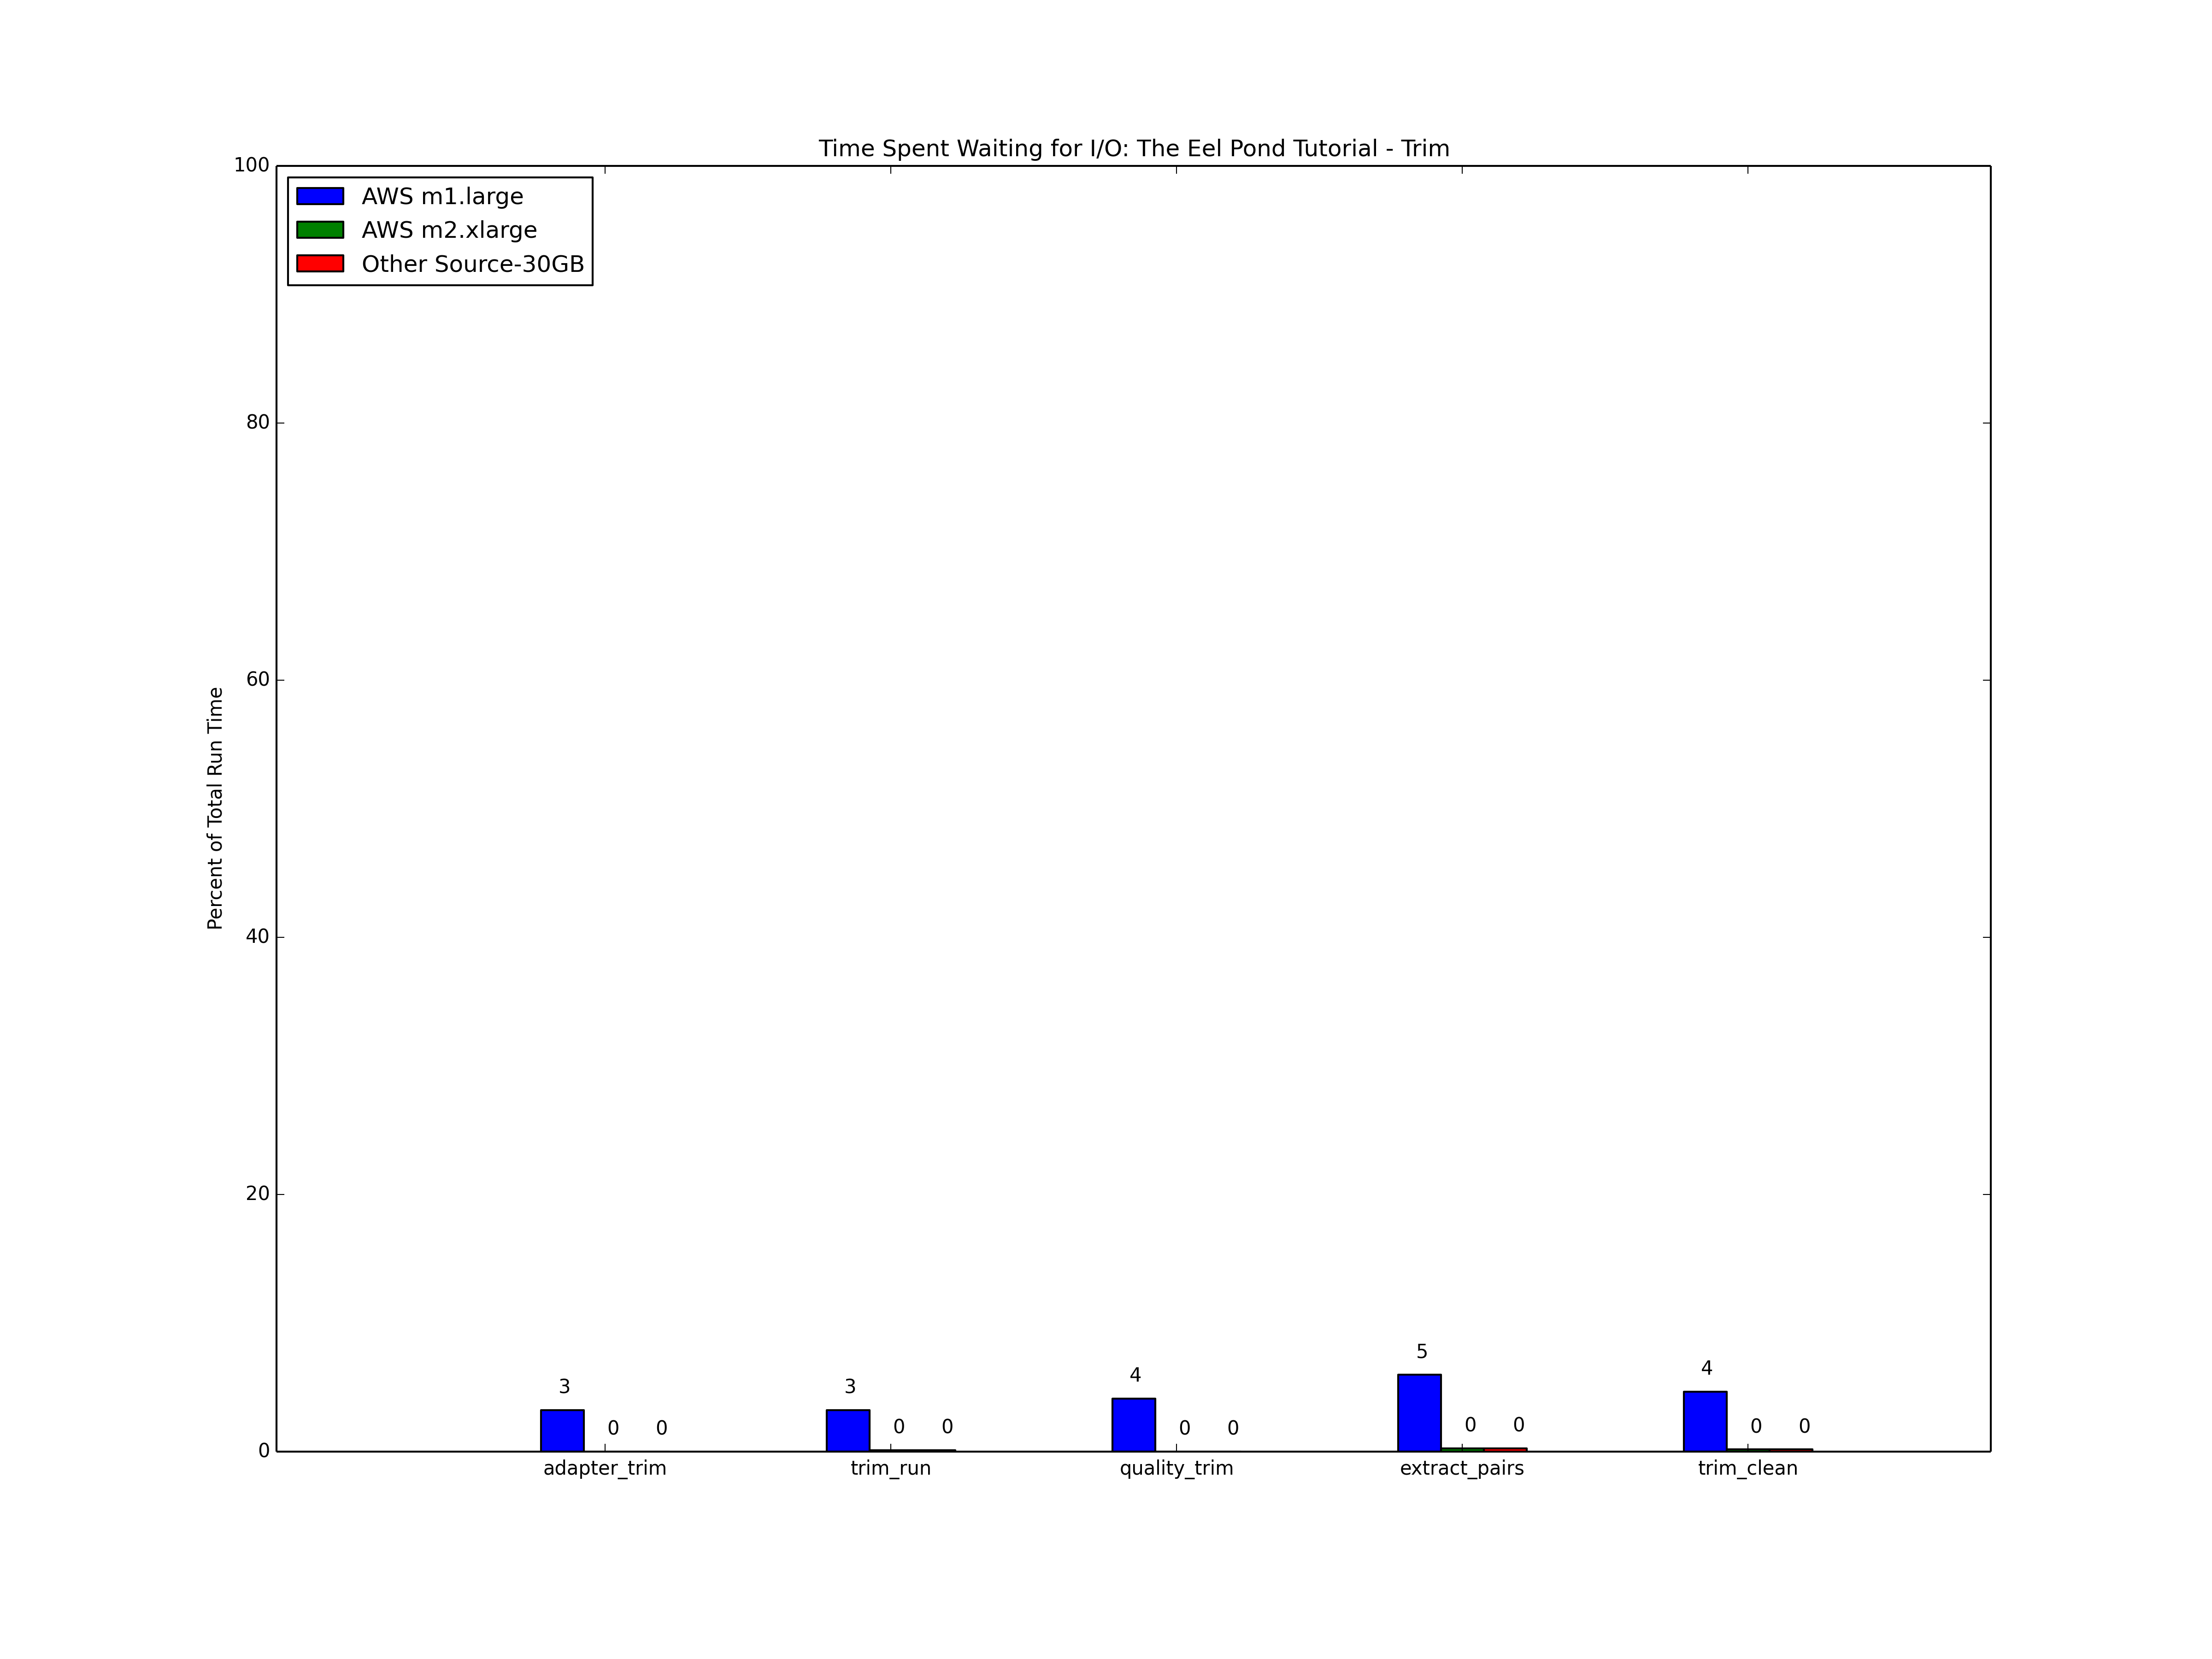 Time Spent Waiting for I/O: The Eel Pond Tutorial - Trim
100
AWS m1.large
AWS m2.xlarge
Other Source-30GB
80
60
Percent of Total Run Time
40
20
5
4
4
3
3
0 0
0 0
0 0
0 0
0 0
0
adapter_trim trim_run quality_trim extract_pairs trim_clean